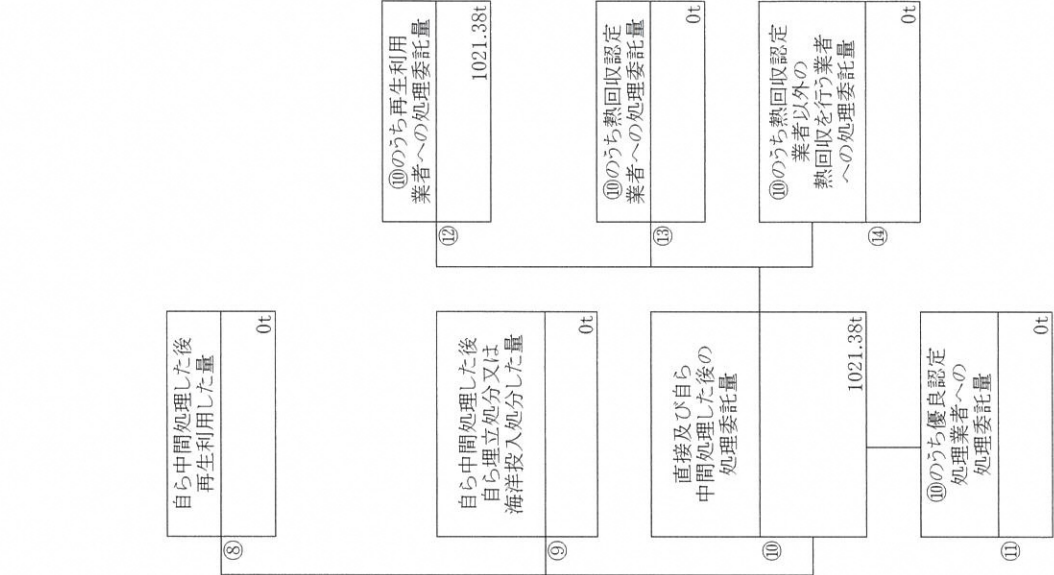 ⑧
自ら中間処理した後
再生利用した量
0t
⑨
自ら中間処理した後
自ら埋立処分又は
海洋投入処分した量
0t
⑩
直接及び自ら
中間処理した後の
処理委託量
1021.38t
⑪
⑩のうち優良認定
処理業者への
処理委託量
0t
⑫
⑩のうち再生利用
業者への処理委託量
1021.38t
⑬
⑩のうち熱回収認定
業者への処理委託量
0t
⑭
⑩のうち熱回収認定
業者以外の
熱回収を行う業者
への処理委託量
0t